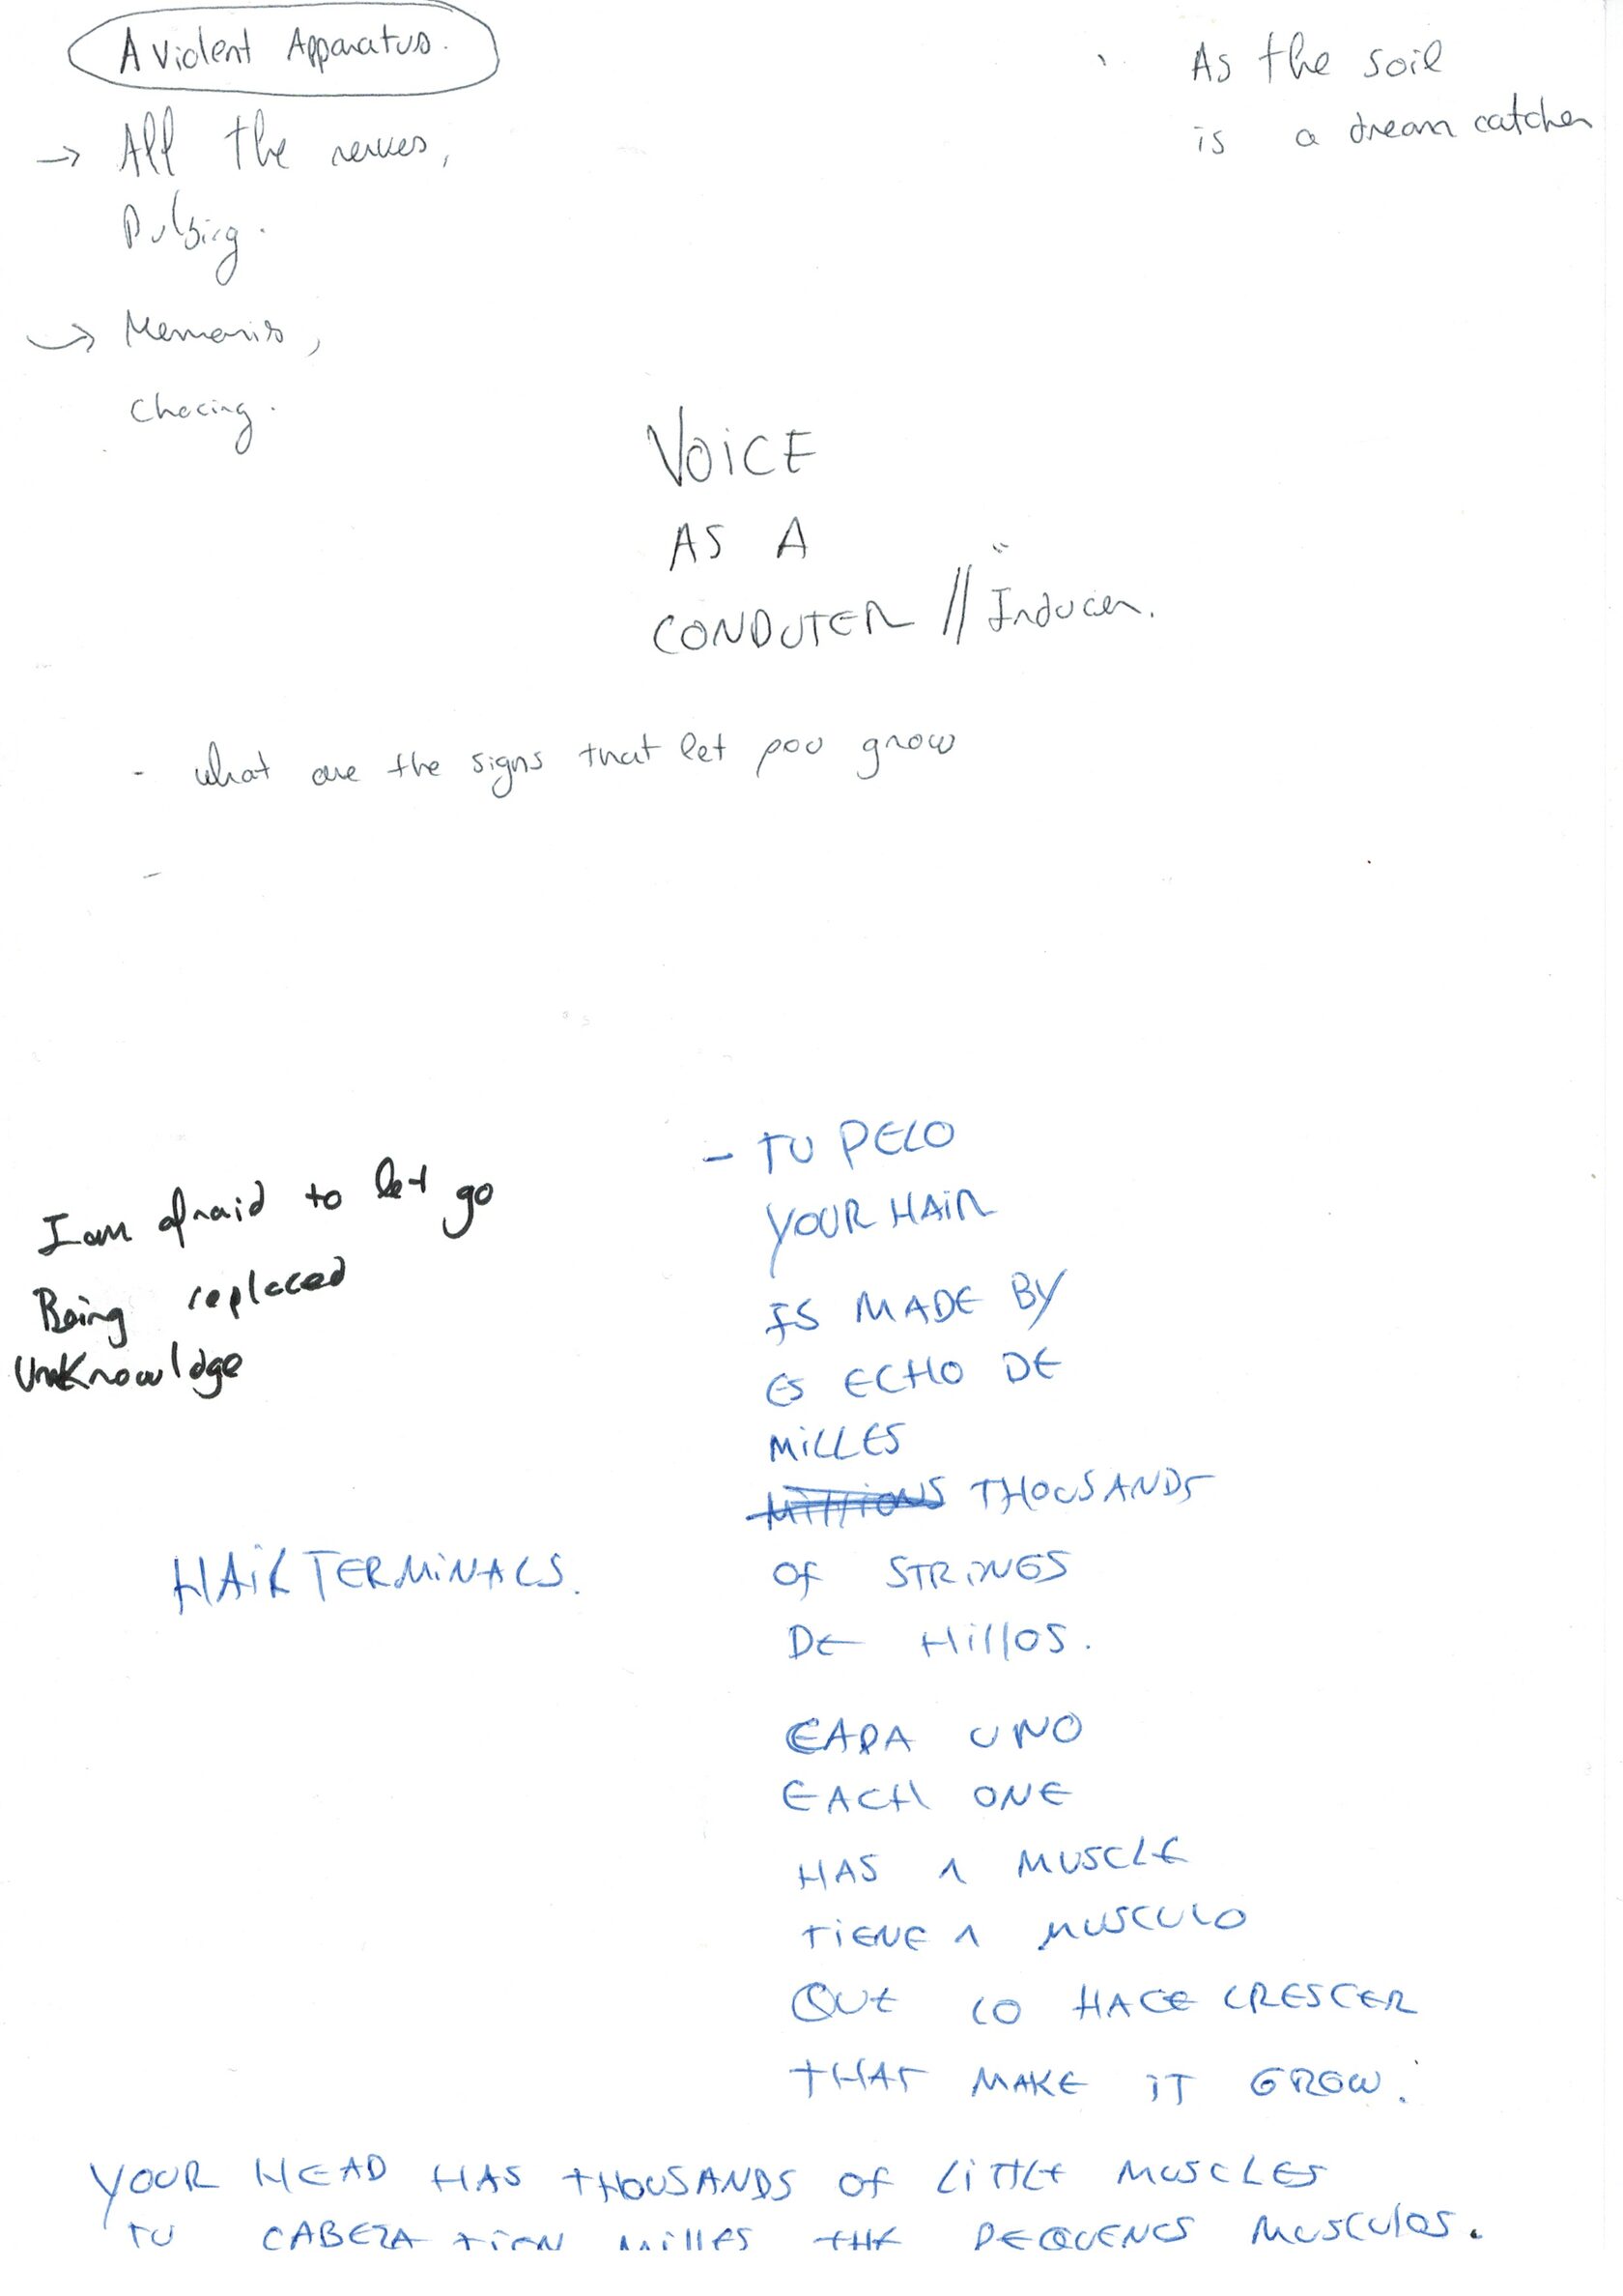 A violent Apparatus.
As the soil
is a dream catcher
→ All the nerves,
Pulsing.
→ Memories,
Chacing.
VOICE
AS A
CONDUTER // Inducer.
- what are the signs that let you grow
-
I am afraid to let go
Being replaced
UnKnowldge
- TU PELO
YOUR HAIR
IS MADE BY
ES ECHO DE
MILLES
MILLIONS THOUSANDS
OF STRINGS
DE HILLOS.
HAIR TERMINALS.
CADA UNO
EACH ONE
HAS A MUSCLE
TIENE A MUSCULO
QUE LO HACE CRESCER
THAT MAKE IT GROW.
YOUR HEAD HAS THOUSANDS OF LITTLE MUSCLES
TU CABEZA TIEN MILLES THE PEQUENOS MUSCULOS.